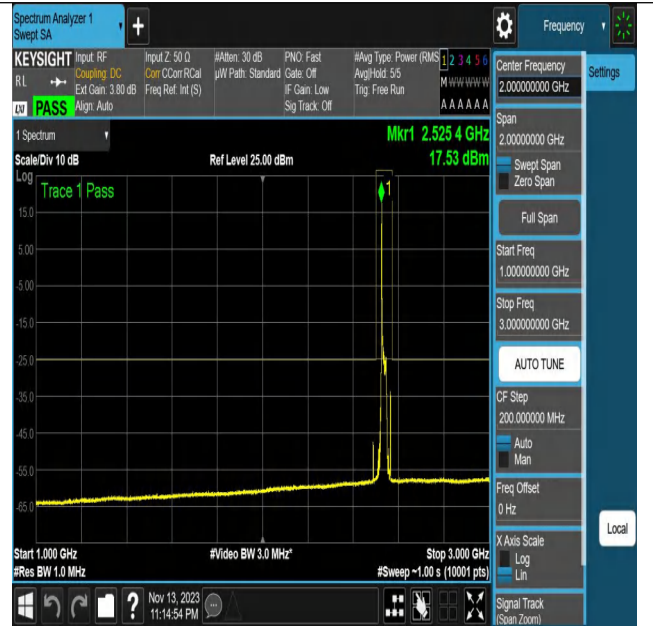 Spectrum Analyzer 1
Swept SA
+
Frequency
KEYSIGHT
RL
LXI
PASS
Input: RF
Coupling: DC
Ext Gain: 3.80 dB
Align: Auto
Input Z: 50 Ω
Corr CCorr RCal
Freq Ref: Int (S)
#Atten: 30 dB
µW Path: Standard
PNO: Fast
Gate: Off
IF Gain: Low
Sig Track: Off
#Avg Type: Power (RMS
Avg|Hold: 5/5
Trig: Free Run
1 2 3 4 5 6
M W W W W W
A A A A A A
1 Spectrum
Scale/Div 10 dB
Ref Level 25.00 dBm
Mkr1 2.525 4 GHz
17.53 dBm
Log
Trace 1 Pass
1
15.0
5.00
-5.00
-15.0
-25.0
-35.0
-45.0
-55.0
-65.0
Start 1.000 GHz
#Res BW 1.0 MHz
#Video BW 3.0 MHz*
Stop 3.000 GHz
#Sweep ~1.00 s (10001 pts)
?
Nov 13, 2023
11:14:54 PM
Center Frequency
2.000000000 GHz
Settings
Span
2.00000000 GHz
Swept Span
Zero Span
Full Span
Start Freq
1.000000000 GHz
Stop Freq
3.000000000 GHz
AUTO TUNE
CF Step
200.000000 MHz
Auto
Man
Freq Offset
0 Hz
Local
X Axis Scale
Log
Lin
Signal Track
(Span Zoom)